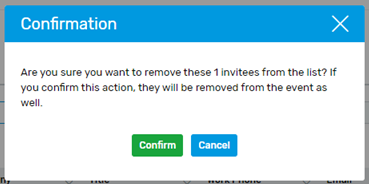 Confirmation
Are you sure you want to remove these 1 invitees from the list? If
you confirm this action, they will be removed from the event as
well.
Confirm Cancel
Title Work Phone Email